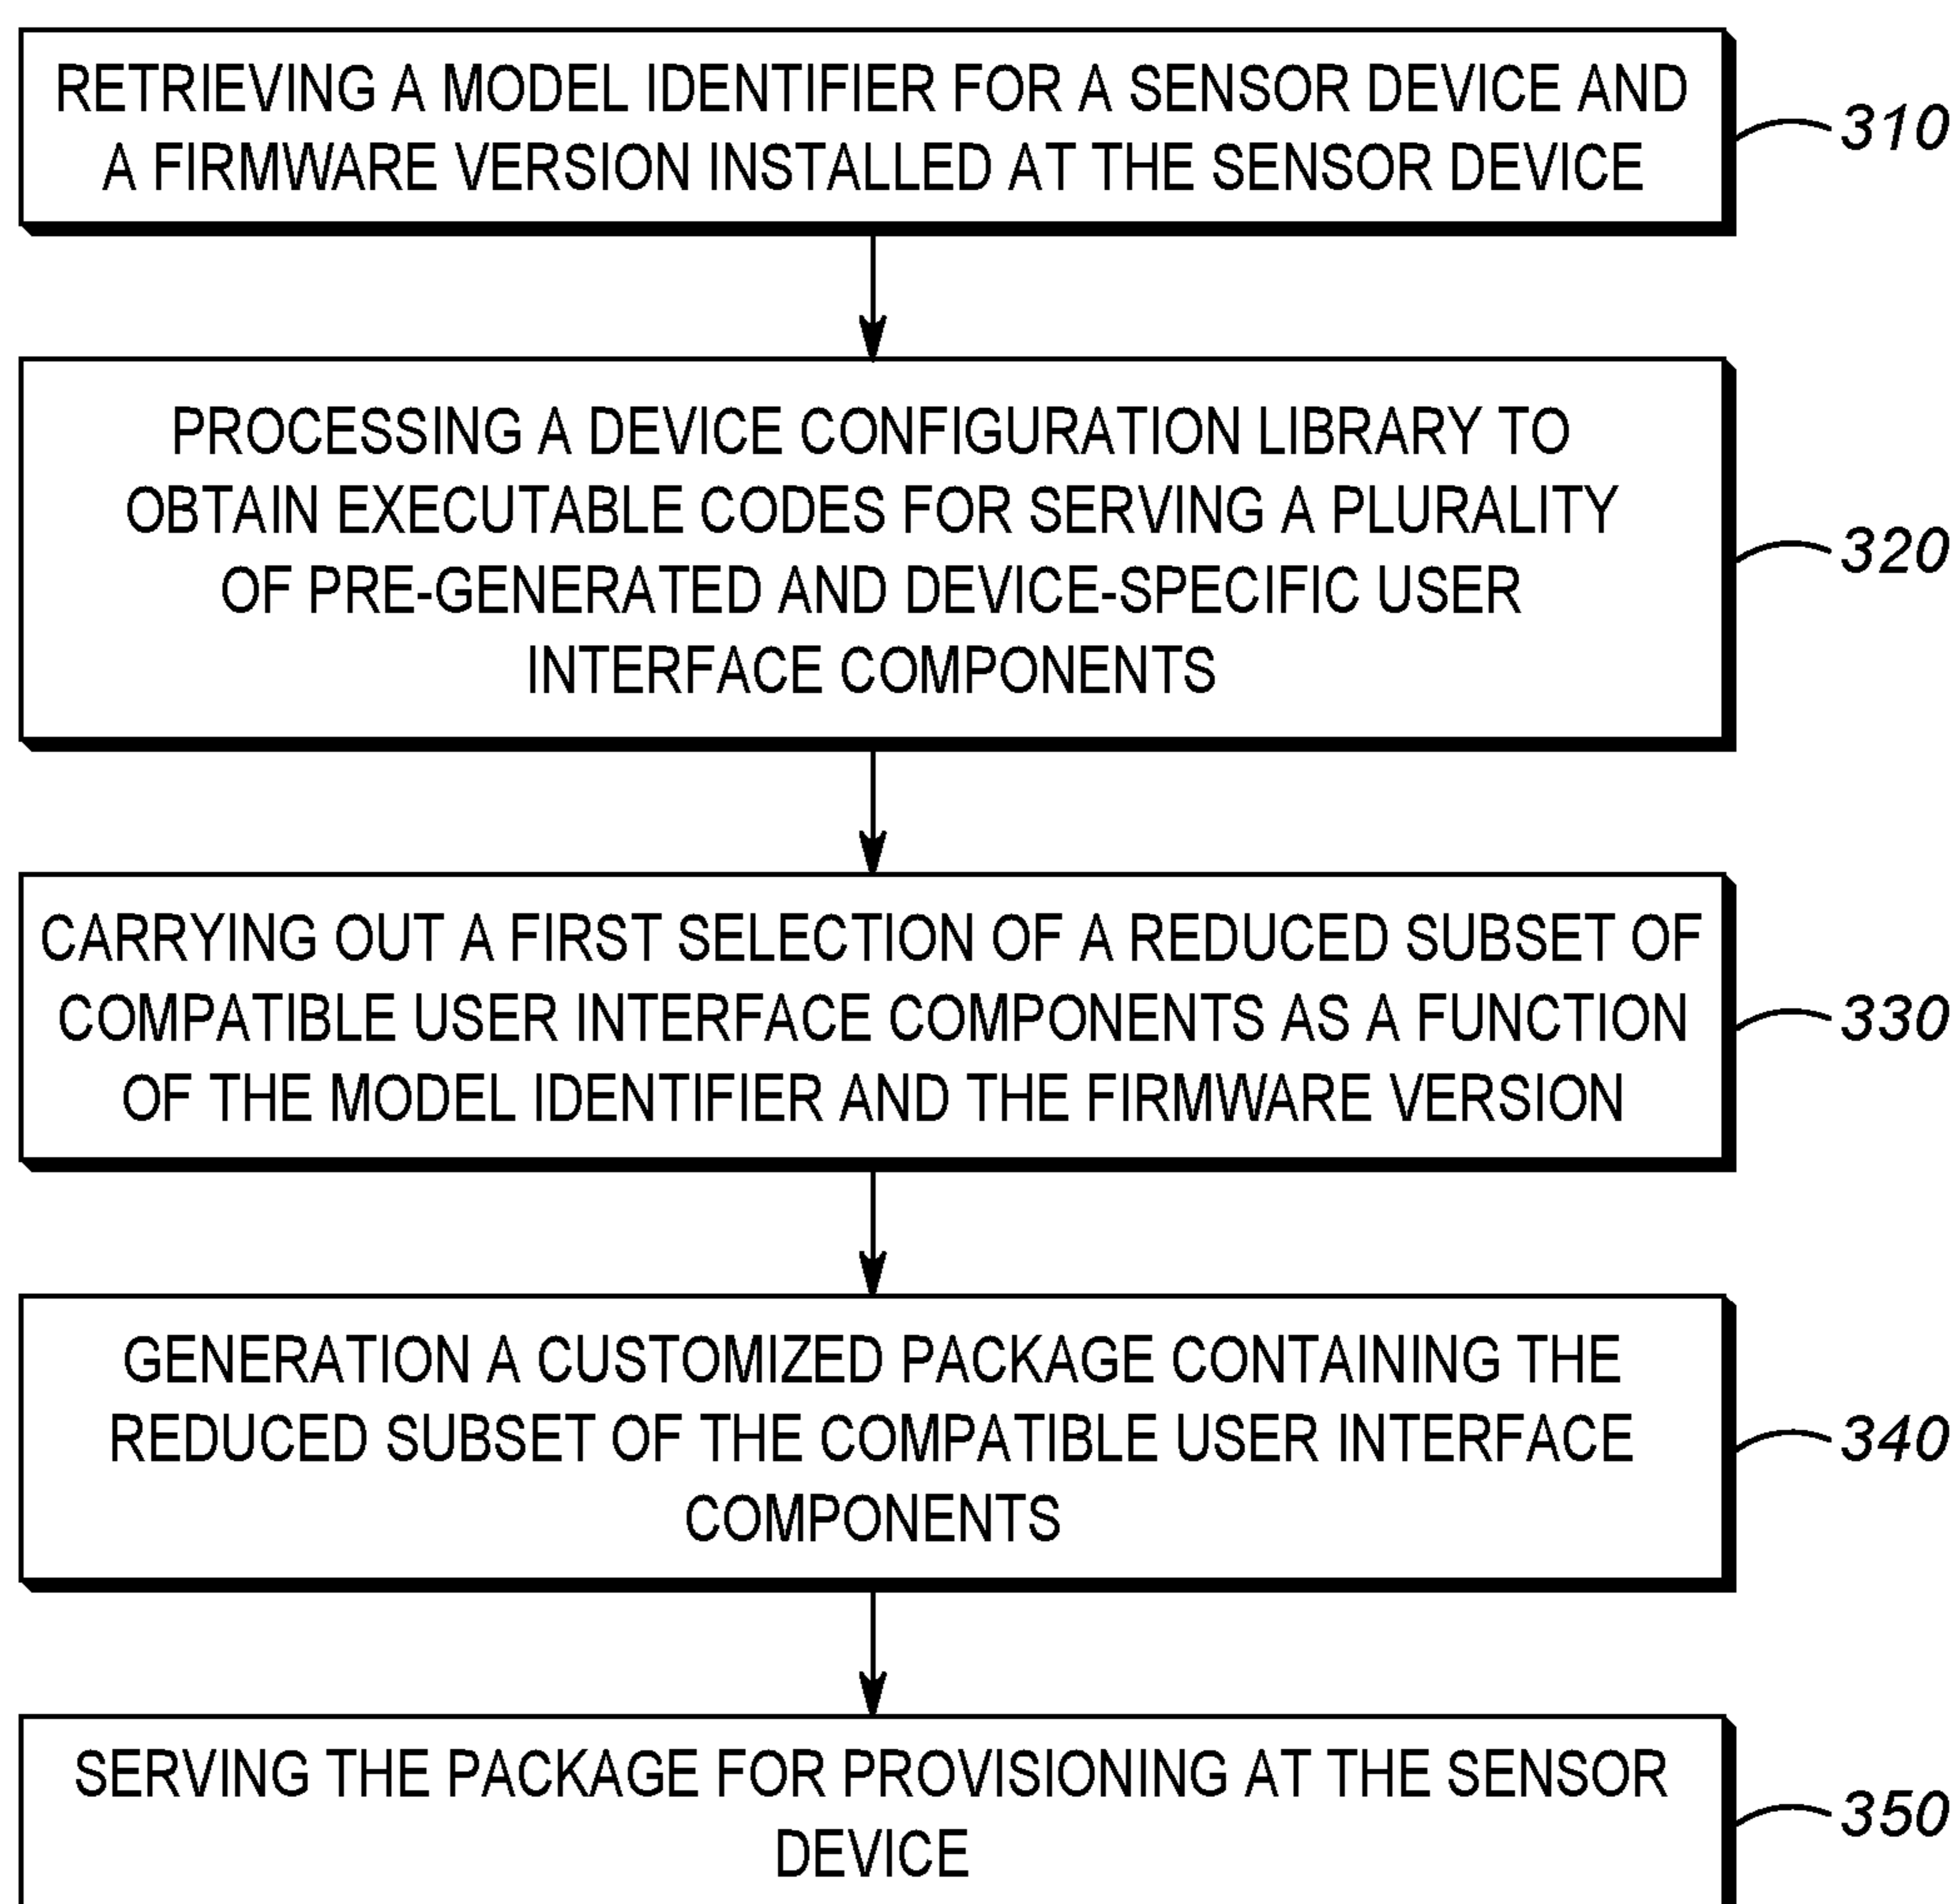 RETRIEVING A MODEL IDENTIFIER FOR A SENSOR DEVICE AND
A FIRMWARE VERSION INSTALLED AT THE SENSOR DEVICE
310
PROCESSING A DEVICE CONFIGURATION LIBRARY TO
OBTAIN EXECUTABLE CODES FOR SERVING A PLURALITY
OF PRE-GENERATED AND DEVICE-SPECIFIC USER
INTERFACE COMPONENTS
320
CARRYING OUT A FIRST SELECTION OF A REDUCED SUBSET OF
COMPATIBLE USER INTERFACE COMPONENTS AS A FUNCTION
OF THE MODEL IDENTIFIER AND THE FIRMWARE VERSION
330
GENERATION A CUSTOMIZED PACKAGE CONTAINING THE
REDUCED SUBSET OF THE COMPATIBLE USER INTERFACE
COMPONENTS
340
SERVING THE PACKAGE FOR PROVISIONING AT THE SENSOR
DEVICE
350